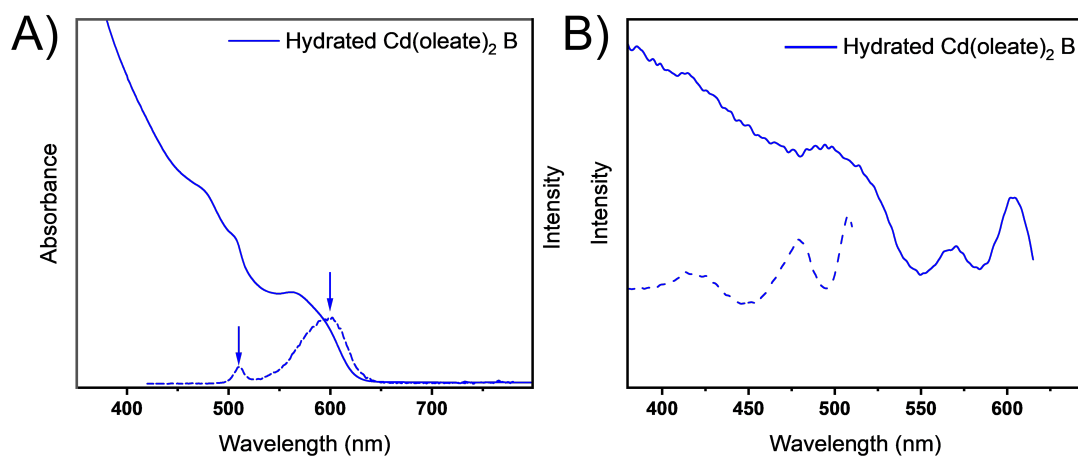 A)
Hydrated Cd(oleate)₂ B
Absorbance
Intensity
400 500 600 700
Wavelength (nm)
B)
Hydrated Cd(oleate)₂ B
Intensity
400 450 500 550 600
Wavelength (nm)